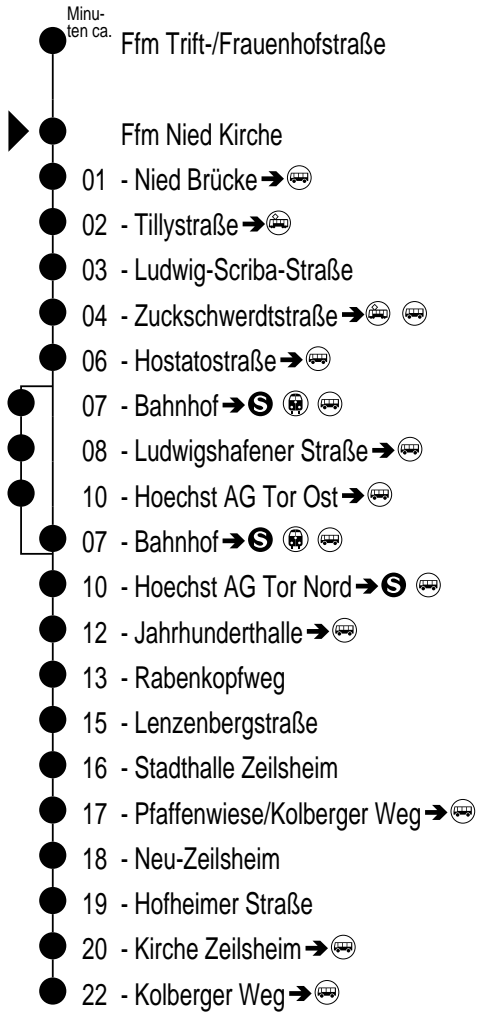 Minu-
ten ca.
Ffm Trift-/Frauenhofstraße
Ffm Nied Kirche
01 - Nied Brücke
02 - Tillystraße
03 - Ludwig-Scriba-Straße
04 - Zuckschwerdtstraße
06 - Hostatostraße
07 - Bahnhof S
08 - Ludwigshafener Straße
10 - Hoechst AG Tor Ost
07 - Bahnhof S
10 - Hoechst AG Tor Nord S
12 - Jahrhunderthalle
13 - Rabenkopfweg
15 - Lenzenbergstraße
16 - Stadthalle Zeilsheim
17 - Pfaffenwiese/Kolberger Weg
18 - Neu-Zeilsheim
19 - Hofheimer Straße
20 - Kirche Zeilsheim
22 - Kolberger Weg